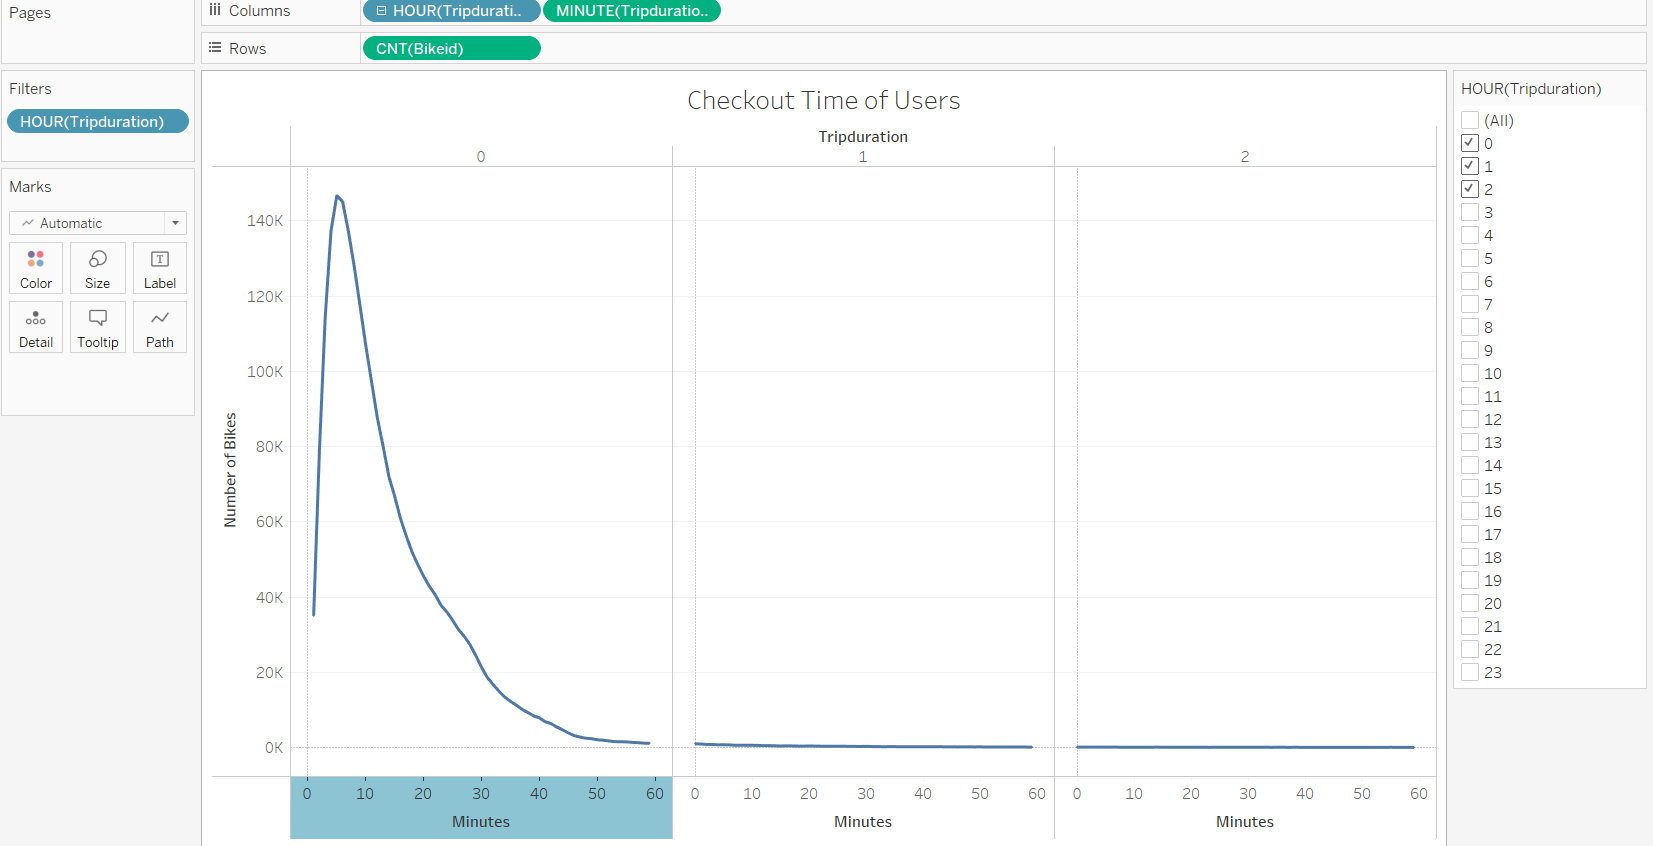 Pages
Columns
HOUR(Tripdurati..
MINUTE(Tripduratio..
Rows
CNT(Bikeid)
Filters
HOUR(Tripduration)
Marks
Automatic
Color
Size
Label
Detail
Tooltip
Path
Checkout Time of Users
Tripduration
0
1
2
Number of Bikes
140K
120K
100K
80K
60K
40K
20K
0K
0 10 20 30 40 50 60
Minutes
0 10 20 30 40 50 60
Minutes
0 10 20 30 40 50 60
Minutes
HOUR(Tripduration)
(All)
0
1
2
3
4
5
6
7
8
9
10
11
12
13
14
15
16
17
18
19
20
21
22
23